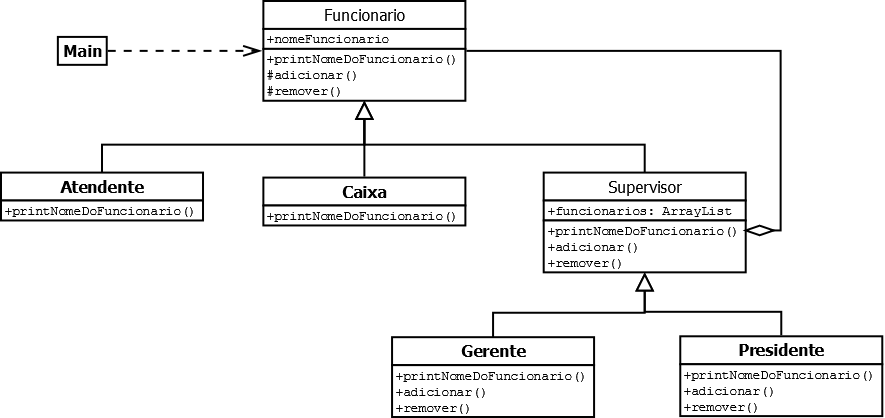 Funcionario
+nomeFuncionario
+printNomeDoFuncionario()
#adicionar()
#remover()
Main
Atendente
+printNomeDoFuncionario()
Caixa
+printNomeDoFuncionario()
Supervisor
+funcionarios: ArrayList
+printNomeDoFuncionario()
+adicionar()
+remover()
Gerente
+printNomeDoFuncionario()
+adicionar()
+remover()
Presidente
+printNomeDoFuncionario()
+adicionar()
+remover()